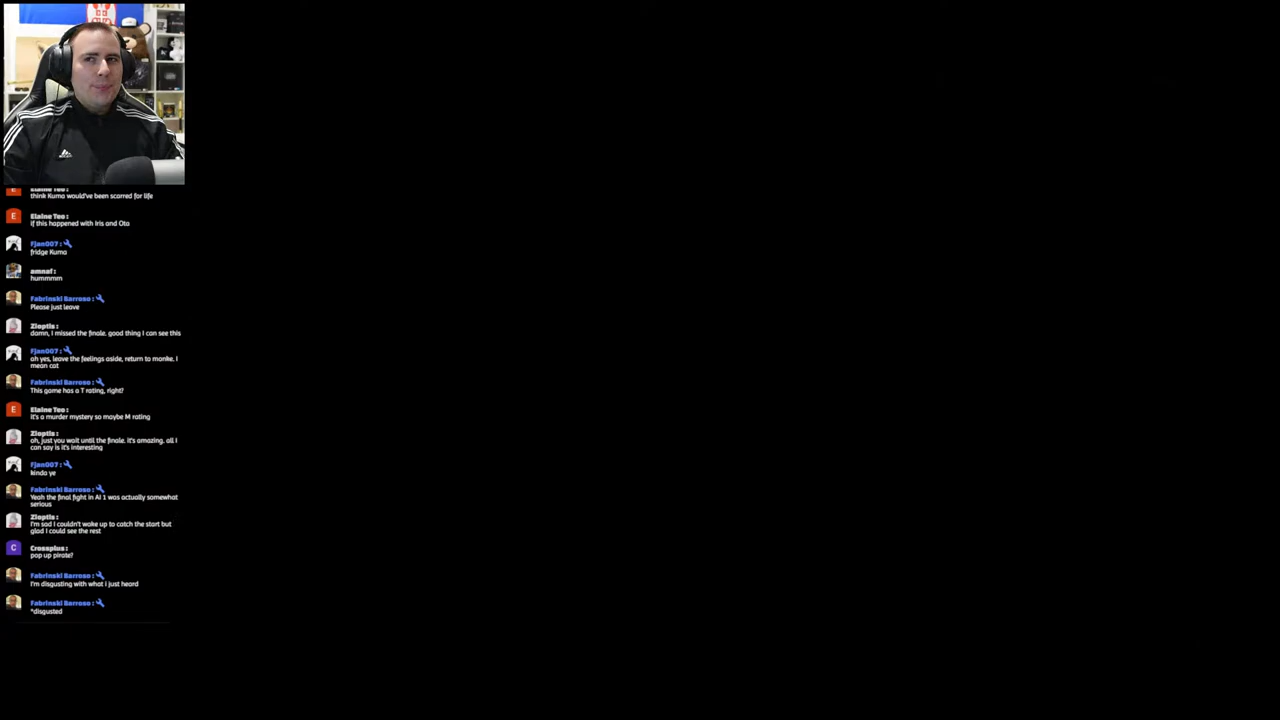 Elaine Teo :
think Kuma would've been scarred for life
E
Elaine Teo :
if this happened with Iris and Ota
Fjan007 :
fridge Kuma
amnaf :
hummmm
Fabrinski Barroso :
Please just leave
Zioptis :
damn, I missed the finale. good thing I can see this
Fjan007 :
ah yes, leave the feelings aside, return to monke. I
mean cat
Fabrinski Barroso :
This game has a T rating, right?
E
Elaine Teo :
it's a murder mystery so maybe M rating
Zioptis :
oh, just you wait until the finale. it's amazing. all I
can say is it's interesting
Fjan007 :
kinda ye
Fabrinski Barroso :
Yeah the final fight in AI 1 was actually somewhat
serious
Zioptis :
I'm sad I couldn't wake up to catch the start but
glad I could see the rest
C
Crossplus :
pop up pirate?
Fabrinski Barroso :
I'm disgusting with what I just heard
Fabrinski Barroso :
*disgusted